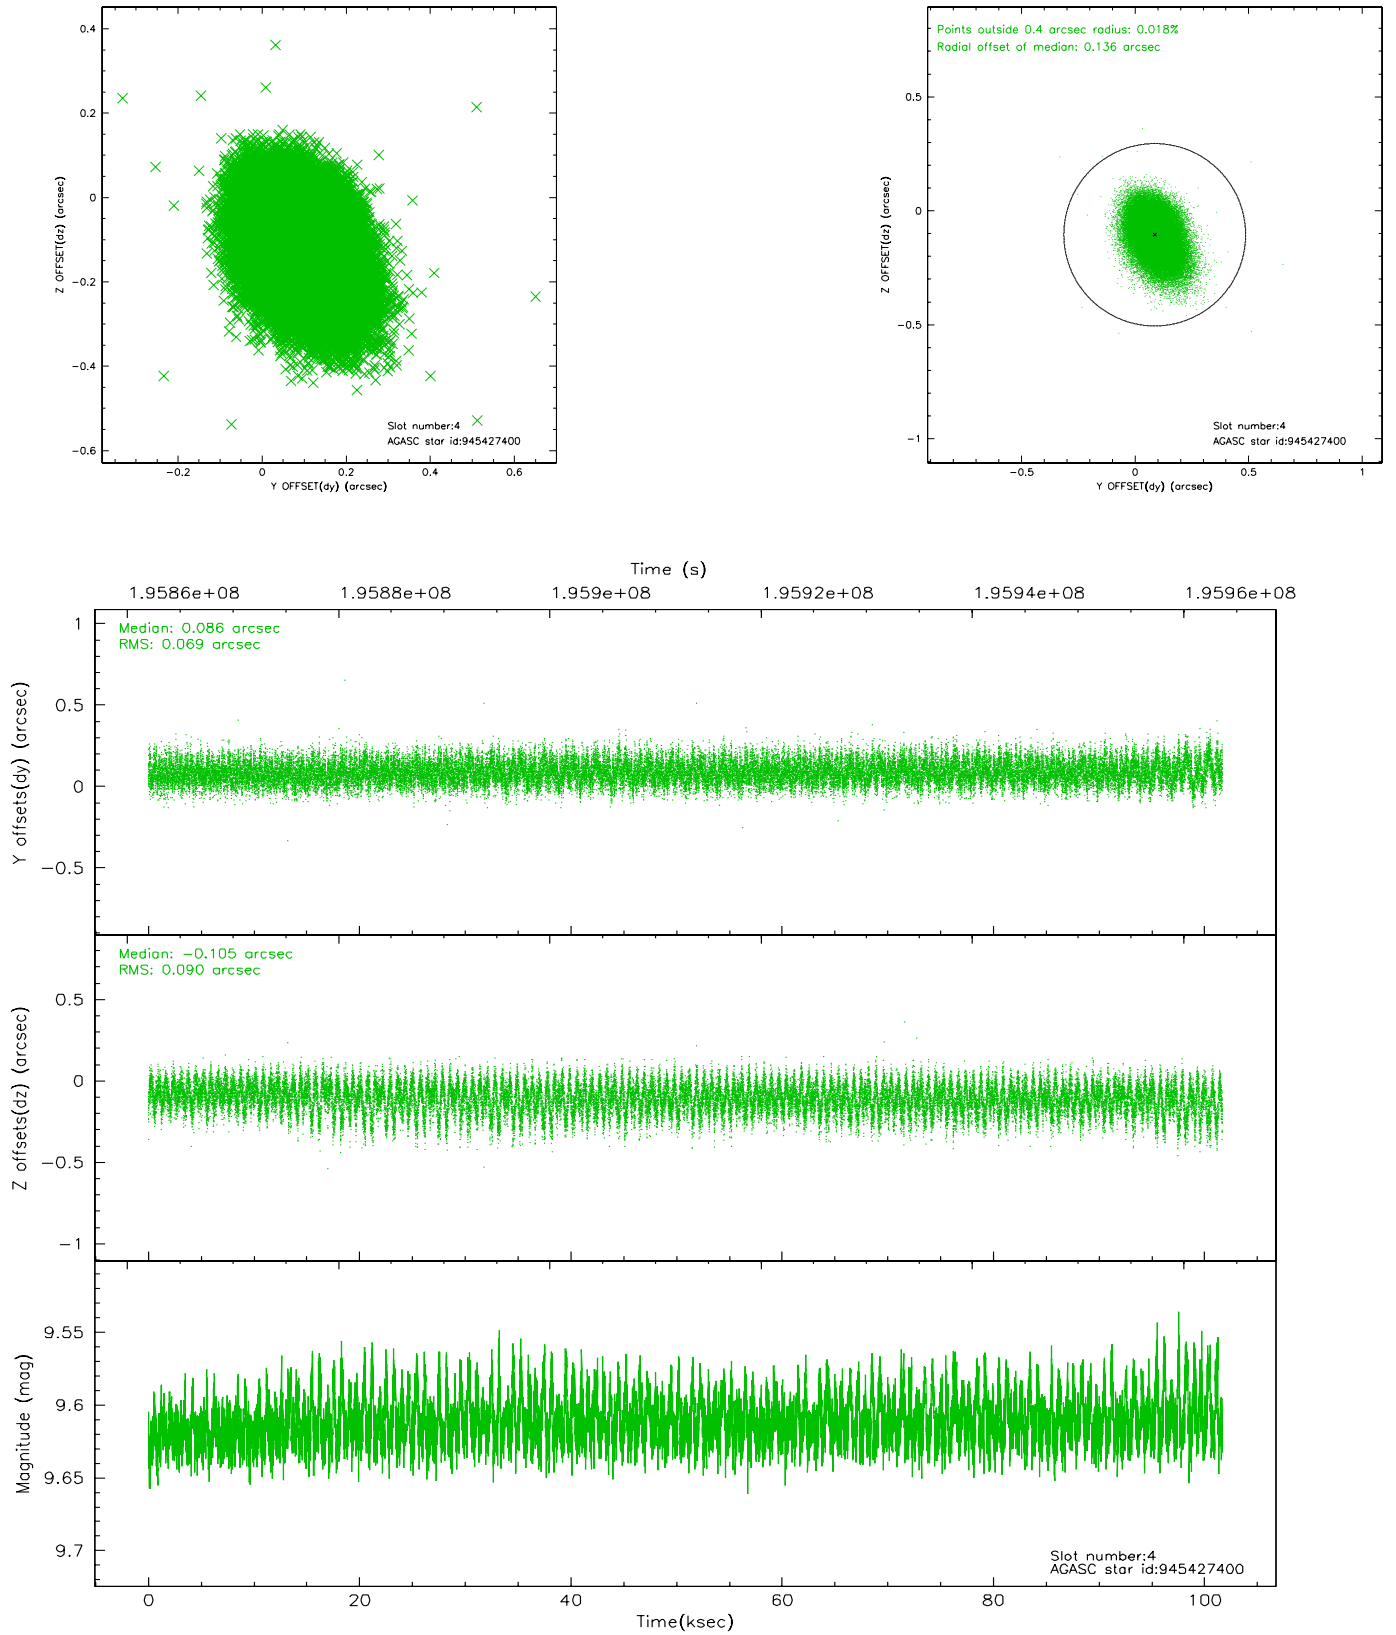 0.4
0.2
0
−0.2
−0.4
−0.6
Z OFFSET(dz) (arcsec)
−0.2
0
0.2
0.4
0.6
Y OFFSET(dy) (arcsec)
Slot number:4
AGASC star id:945427400
Points outside 0.4 arcsec radius: 0.018%
Radial offset of median: 0.136 arcsec
0.5
0
−0.5
−1
Z OFFSET(dz) (arcsec)
−0.5
0
0.5
1
Y OFFSET(dy) (arcsec)
Slot number:4
AGASC star id:945427400
Time (s)
1.9586e+08
1.9588e+08
1.959e+08
1.9592e+08
1.9594e+08
1.9596e+08
Median: 0.086 arcsec
RMS: 0.069 arcsec
1
0.5
0
−0.5
Y offsets(dy) (arcsec)
Median: −0.105 arcsec
RMS: 0.090 arcsec
0.5
0
−0.5
−1
Z offsets(dz) (arcsec)
9.55
9.6
9.65
9.7
Magnitude (mag)
Slot number:4
AGASC star id:945427400
0
20
40
60
80
100
Time(ksec)